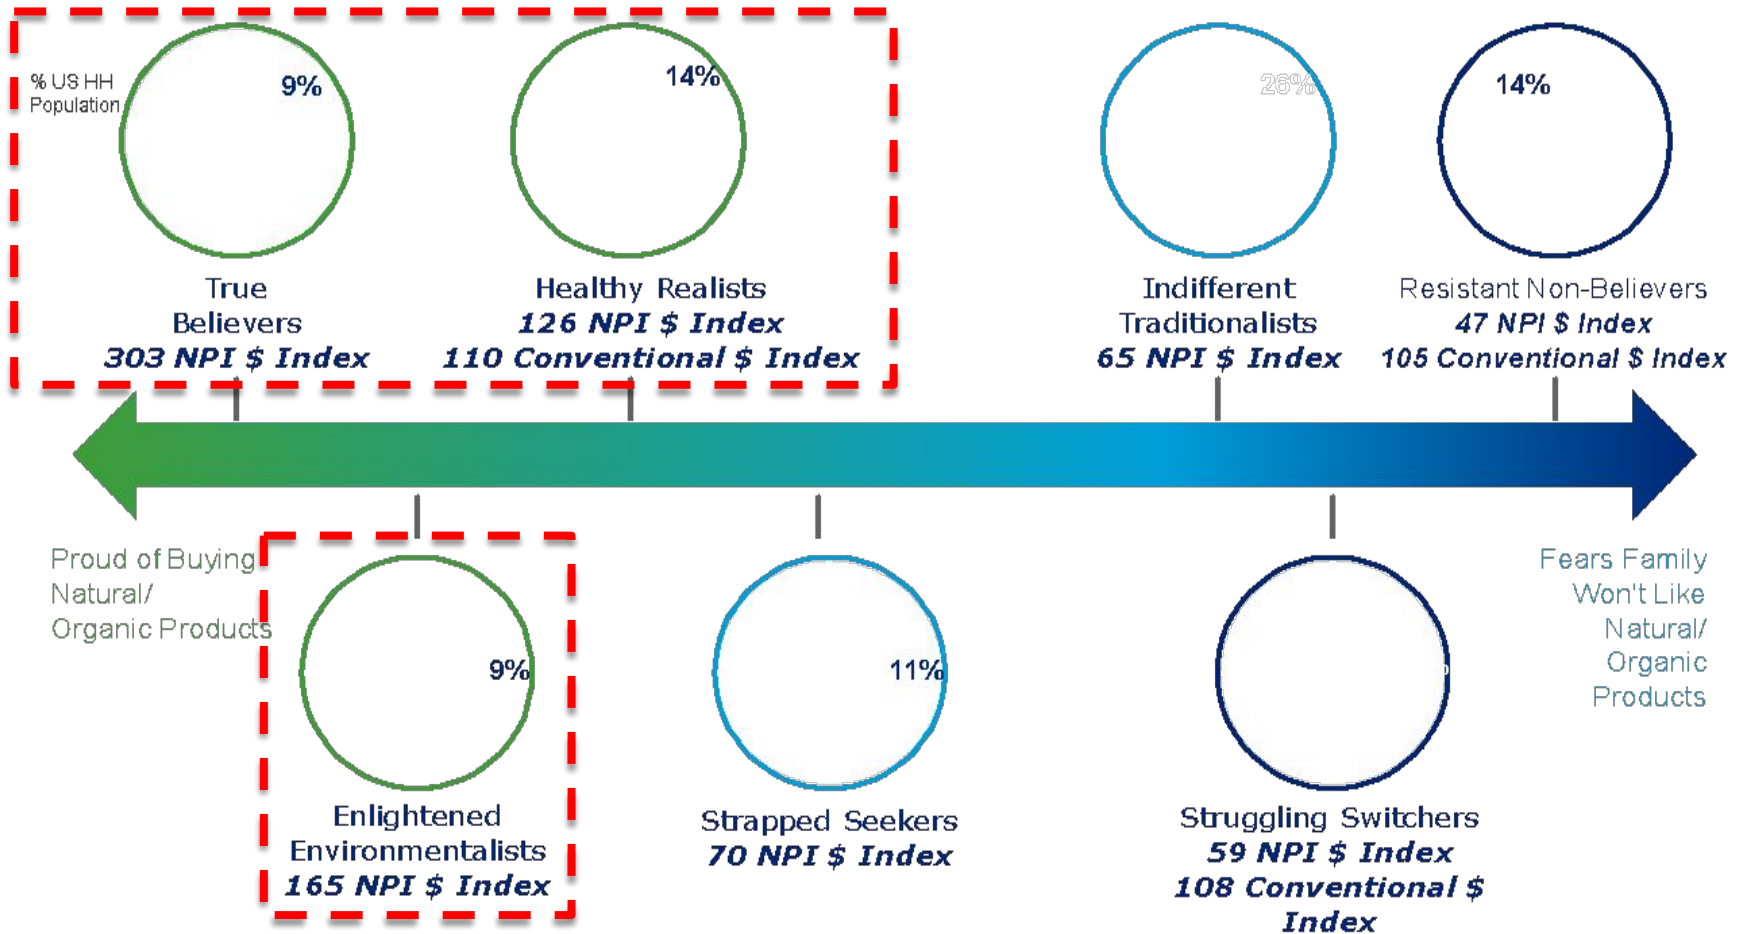 % US HH
Population
9%
True
Believers
303 NPI $ Index
14%
Healthy Realists
126 NPI $ Index
110 Conventional $ Index
26%
Indifferent
Traditionalists
65 NPI $ Index
14%
Resistant Non-Believers
47 NPI $ Index
105 Conventional $ Index
Proud of Buying
Natural/
Organic Products
9%
Enlightened
Environmentalists
165 NPI $ Index
11%
Strapped Seekers
70 NPI $ Index
Struggling Switchers
59 NPI $ Index
108 Conventional $
Index
Fears Family
Won't Like
Natural/
Organic
Products